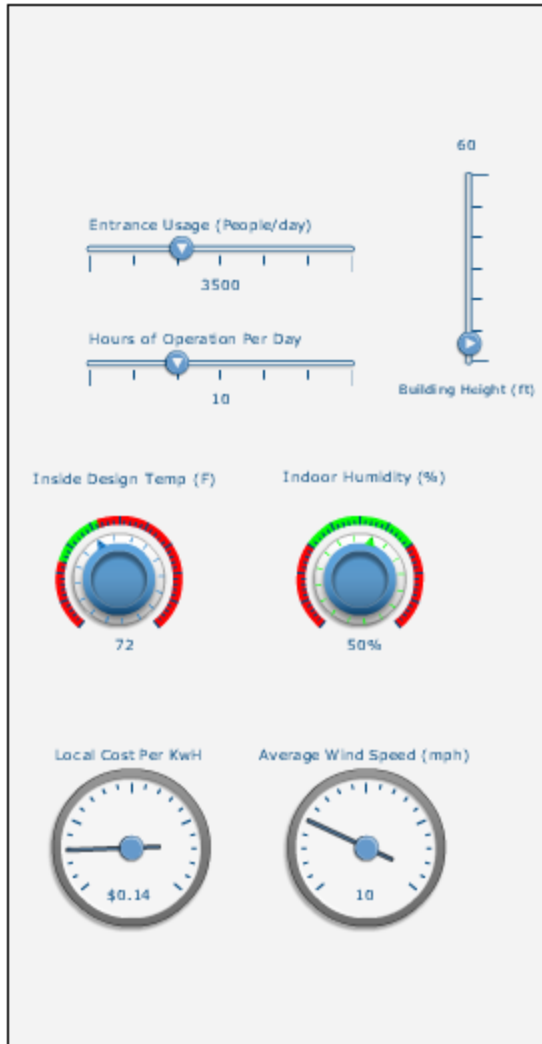 60
Entrance Usage (People/day)
3500
Hours of Operation Per Day
10
Building Height (ft)
Inside Design Temp (F)
Indoor Humidity (%)
72
50%
Local Cost Per KwH
Average Wind Speed (mph)
$0.14
10